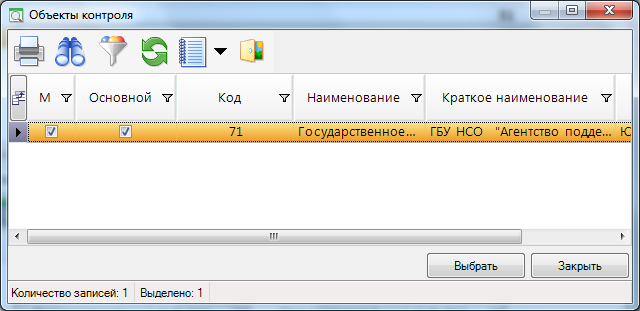 Объекты контроля
М Основной Код Наименование Краткое наименование
71 Государственное... ГБУ НСО "Агентство подде... Ю
Выбрать Закрыть
Количество записей: 1 Выделено: 1